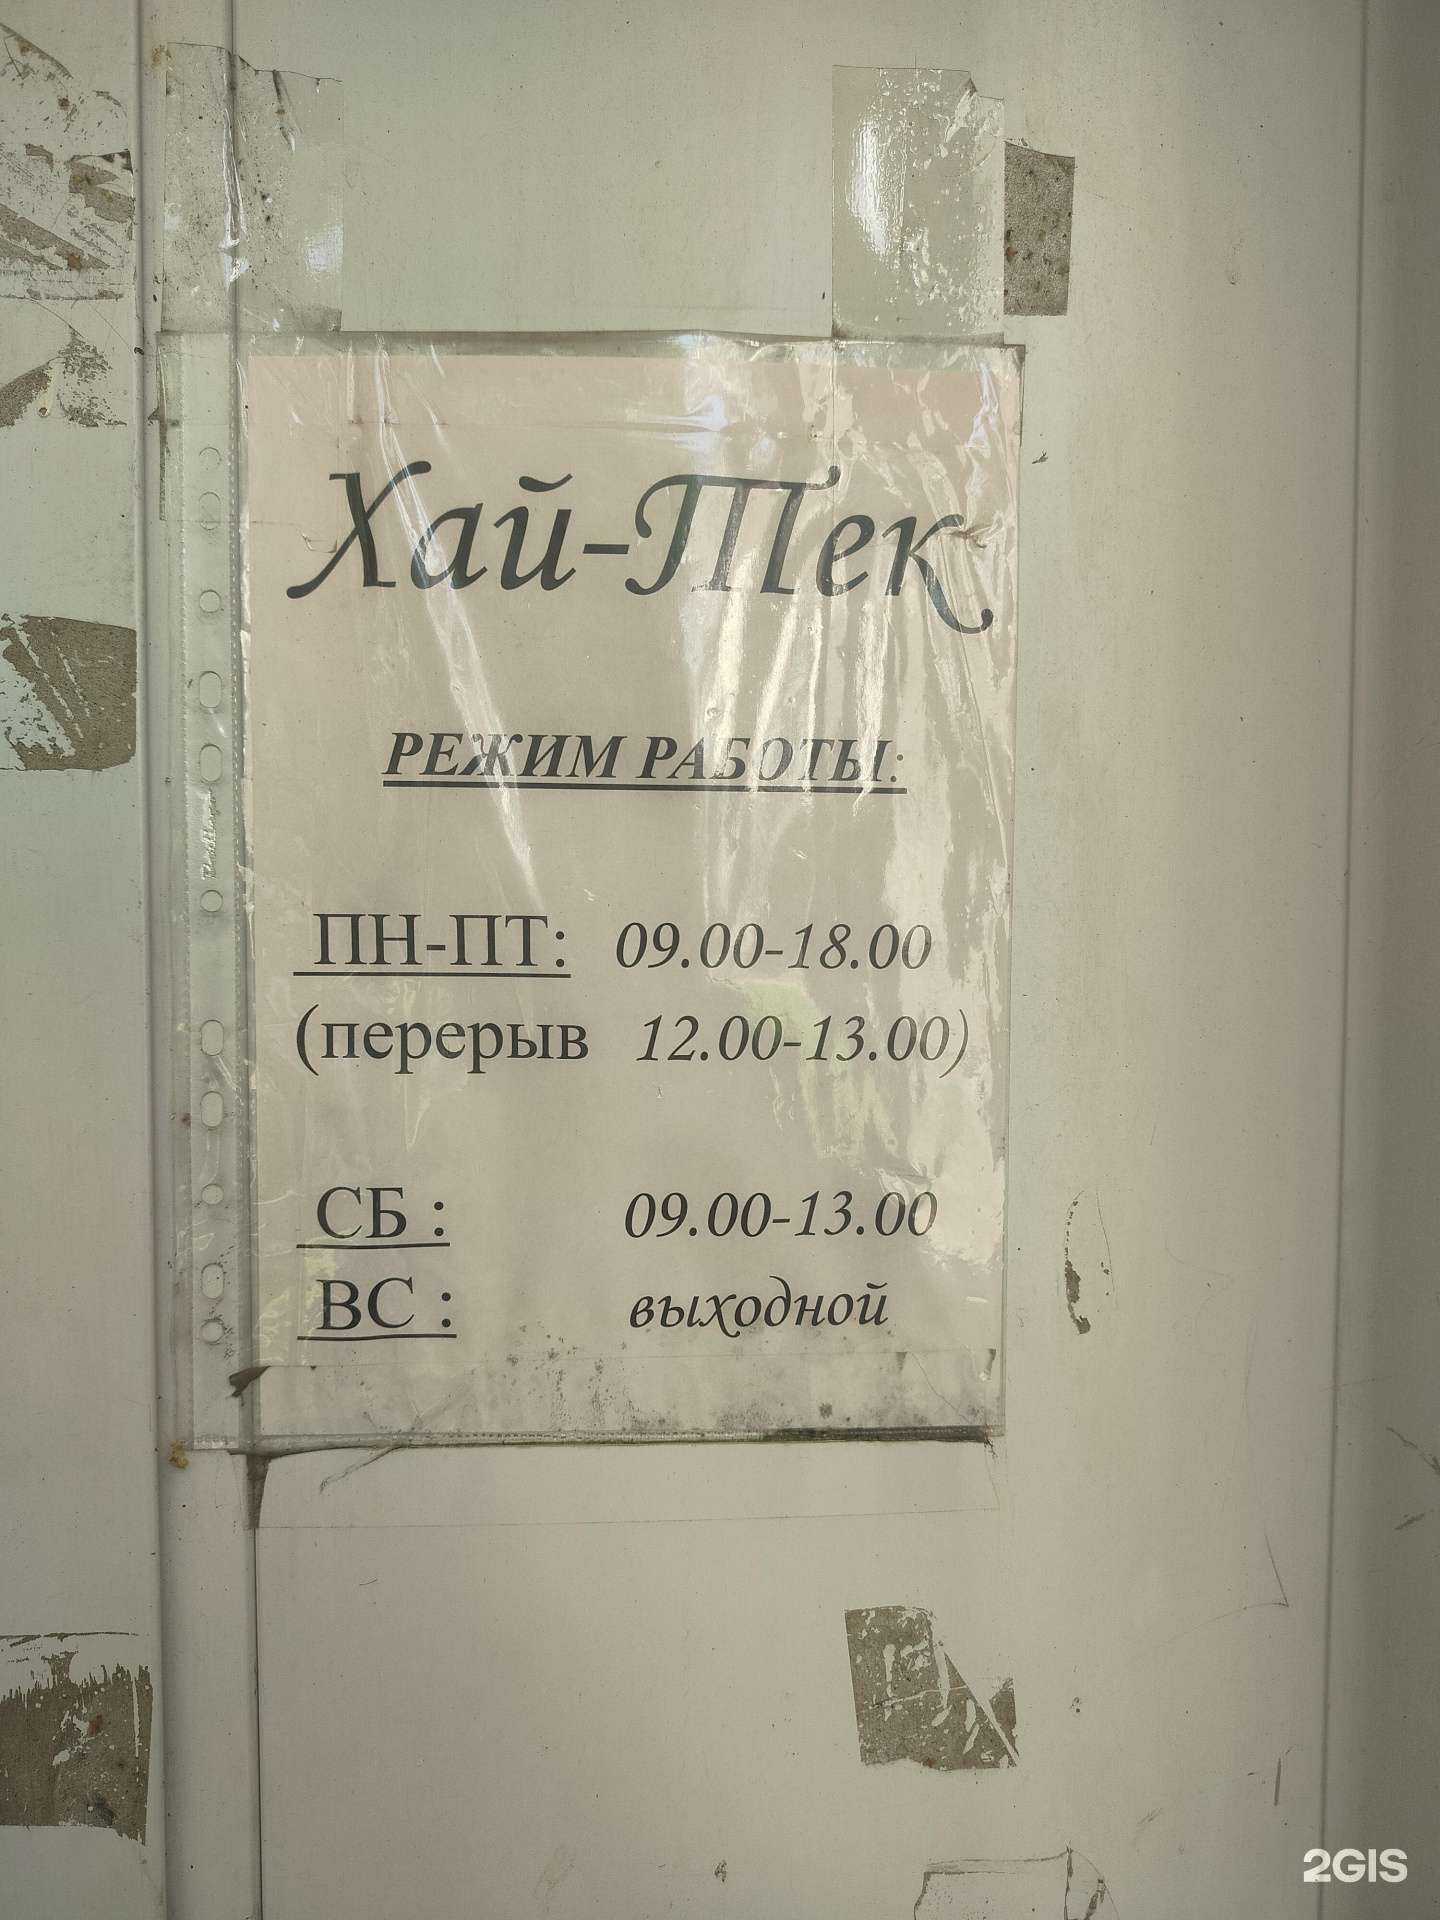 Хай-Тек
РЕЖИМ РАБОТЫ:
ПН-ПТ: 09.00-18.00
(перерыв 12.00-13.00)
СБ : 09.00-13.00
ВС : выходной
2GIS